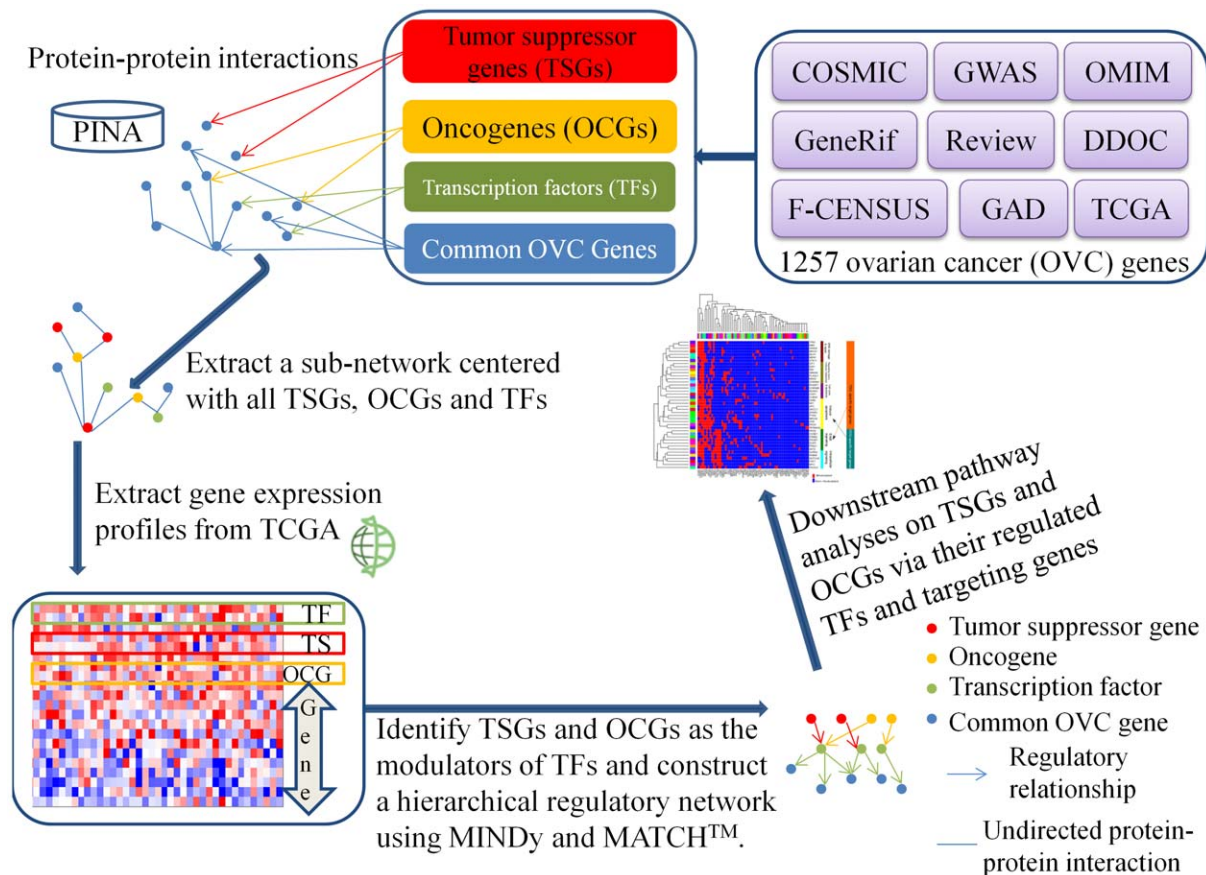 Protein-protein interactions
PINA
Tumor suppressor
genes (TSGs)
Oncogenes (OCGs)
Transcription factors (TFs)
Common OVC Genes
COSMIC
GWAS
OMIM
GeneRif
Review
DDOC
F-CENSUS
GAD
TCGA
1257 ovarian cancer (OVC) genes
Extract a sub-network centered
with all TSGs, OCGs and TFs
Extract gene expression
profiles from TCGA
TF
TS
OCG
Gene
Identify TSGs and OCGs as the
modulators of TFs and construct
a hierarchical regulatory network
using MINDy and MATCH™.
Downstream pathway
analyses on TSGs and
OCGs via their regulated
TFs and targeting genes
Tumor suppressor gene
Oncogene
Transcription factor
Common OVC gene
Regulatory
relationship
Undirected protein-
protein interaction